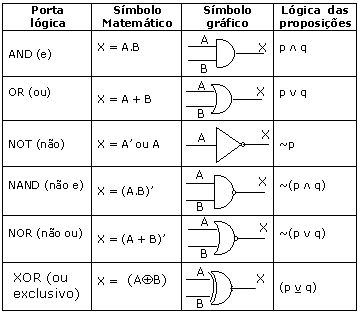 Porta lógica
Símbolo Matemático
Símbolo gráfico
Lógica das proposições
AND (e)
X = A.B
A
B
X
p ∧ q
OR (ou)
X = A + B
A
B
X
p ∨ q
NOT (não)
X = A’ ou A
A
X
~p
NAND (não e)
X = (A.B)’
A
B
X
~(p ∧ q)
NOR (não ou)
X = (A + B)’
A
B
X
~(p ∨ q)
XOR (ou exclusivo)
X = (A⊕B)
A
B
X
(p ⊻ q)